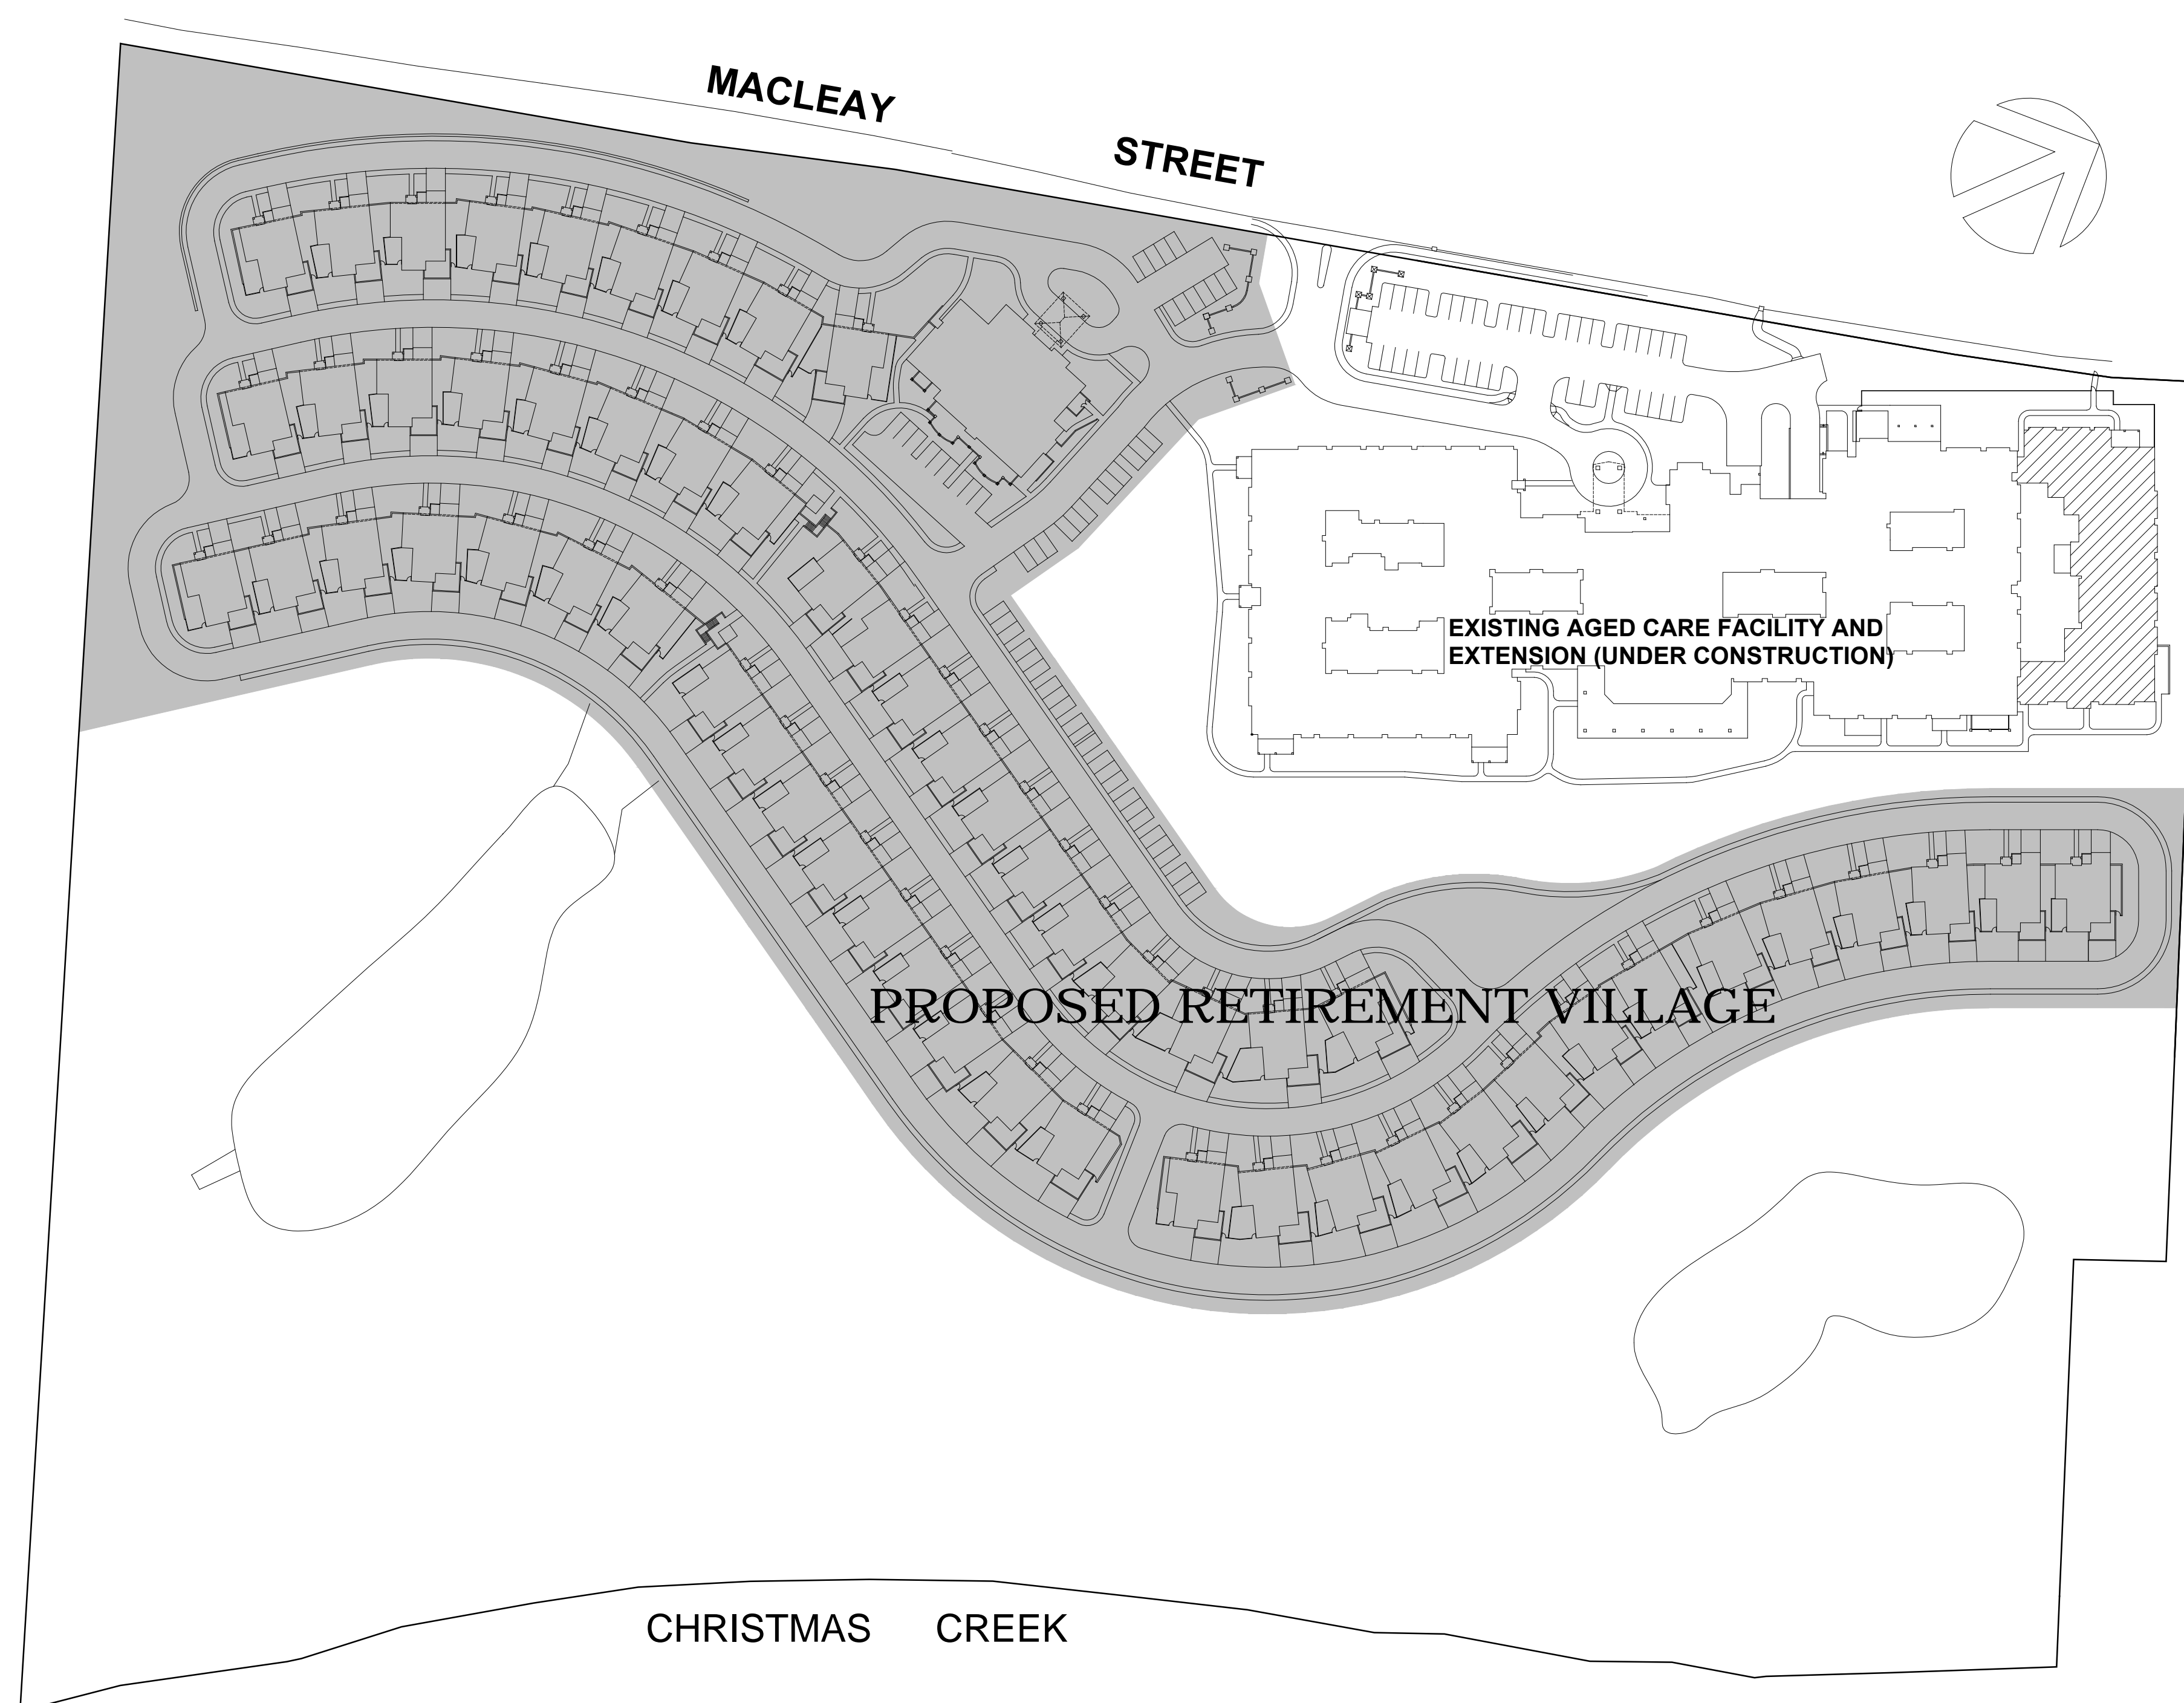 MACLEAY STREET
EXISTING AGED CARE FACILITY AND
EXTENSION (UNDER CONSTRUCTION)
PROPOSED RETIREMENT VILLAGE
CHRISTMAS CREEK